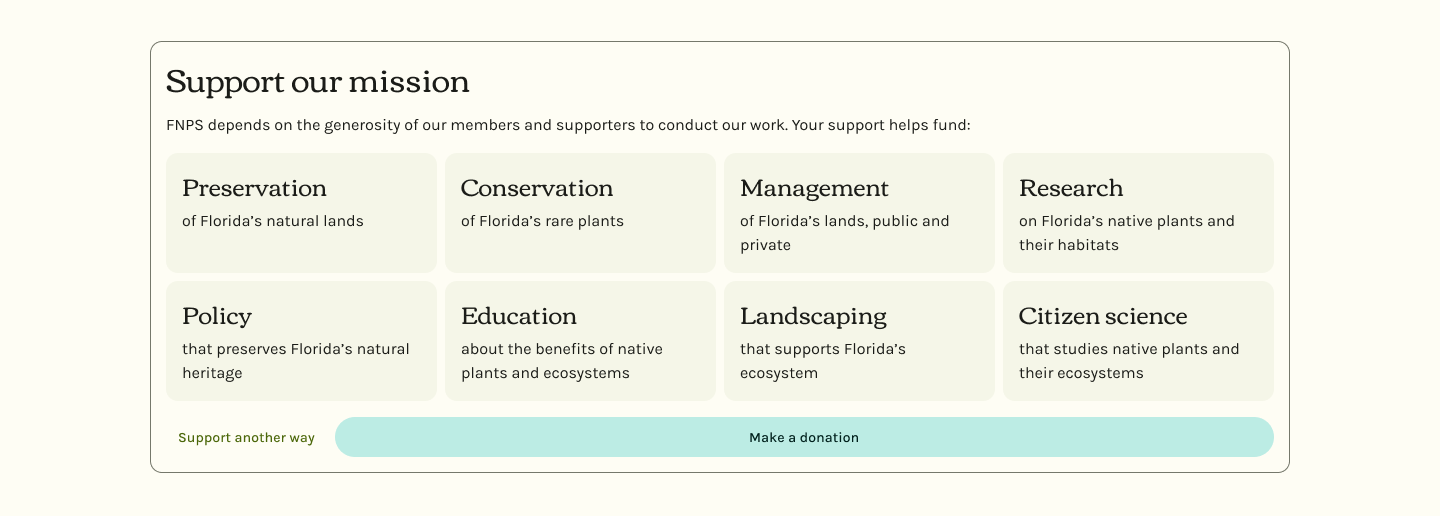 Support our mission
FNPS depends on the generosity of our members and supporters to conduct our work. Your support helps fund:
Preservation
of Florida’s natural lands
Conservation
of Florida’s rare plants
Management
of Florida’s lands, public and
private
Research
on Florida’s native plants and
their habitats
Policy
that preserves Florida’s natural
heritage
Education
about the benefits of native
plants and ecosystems
Landscaping
that supports Florida’s
ecosystem
Citizen science
that studies native plants and
their ecosystems
Support another way
Make a donation